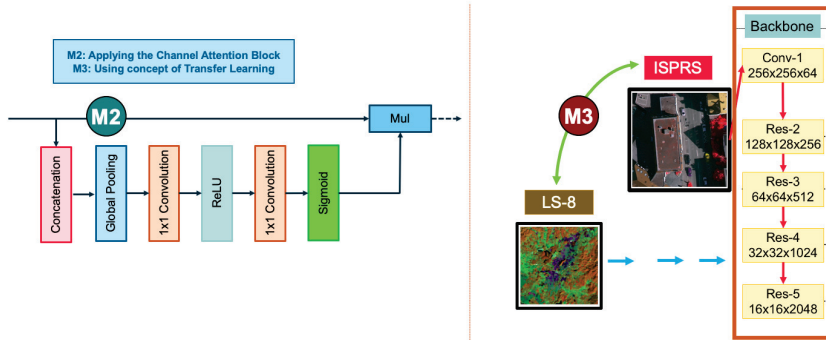 M2: Applying the Channel Attention Block
M3: Using concept of Transfer Learning
M2
Mul
Concatenation
Global Pooling
1x1 Convolution
ReLU
1x1 Convolution
Sigmoid
ISPRS
M3
LS-8
Backbone
Conv-1
256x256x64
Res-2
128x128x256
Res-3
64x64x512
Res-4
32x32x1024
Res-5
16x16x2048